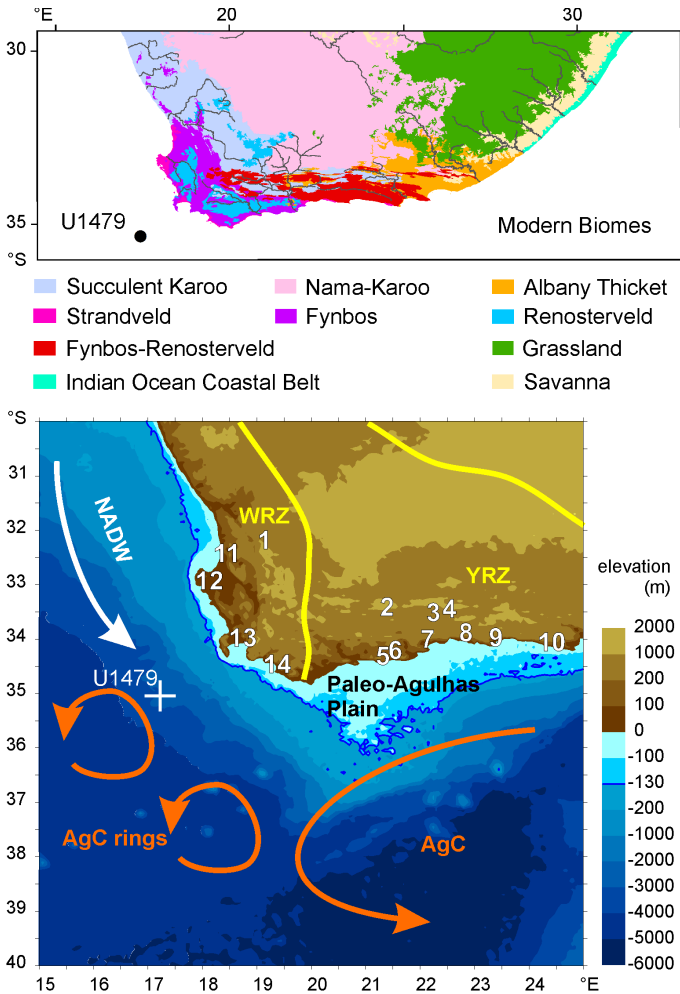 °E 20 30
30
35
°S
U1479
Modern Biomes
Succulent Karoo Nama-Karoo Albany Thicket
Strandveld Fynbos Renosterveld
Fynbos-Renosterveld Grassland
Indian Ocean Coastal Belt Savanna
°S
31
32
33
34
35
36
37
38
39
40
15 16 17 18 19 20 21 22 23 24 °E
NADW
WRZ
1
11
12
YRZ
2 3 4
13 7 8 9 10
14 5 6
U1479
Paleo-Agulhas
Plain
AgC rings
AgC
elevation
(m)
2000
1000
200
100
0
-100
-130
-200
-1000
-2000
-3000
-4000
-5000
-6000